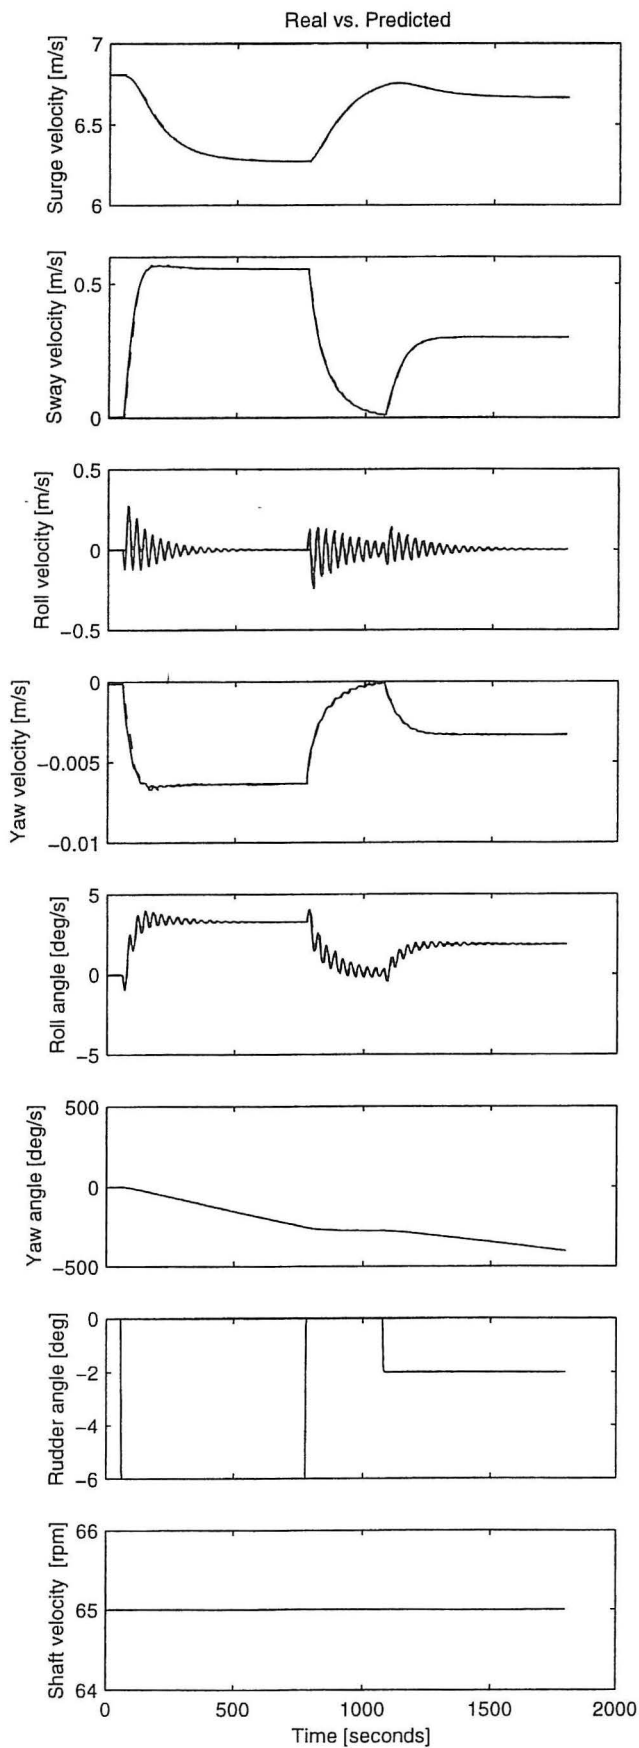 Real vs. Predicted
Surge velocity [m/s]
7
6.5
6
Sway velocity [m/s]
0.5
0
Roll velocity [m/s]
0.5
0
−0.5
Yaw velocity [m/s]
0
−0.005
−0.01
Roll angle [deg/s]
5
0
−5
Yaw angle [deg/s]
500
0
−500
Rudder angle [deg]
0
−2
−4
−6
Shaft velocity [rpm]
66
65
64
0 500 1000 1500 2000
Time [seconds]